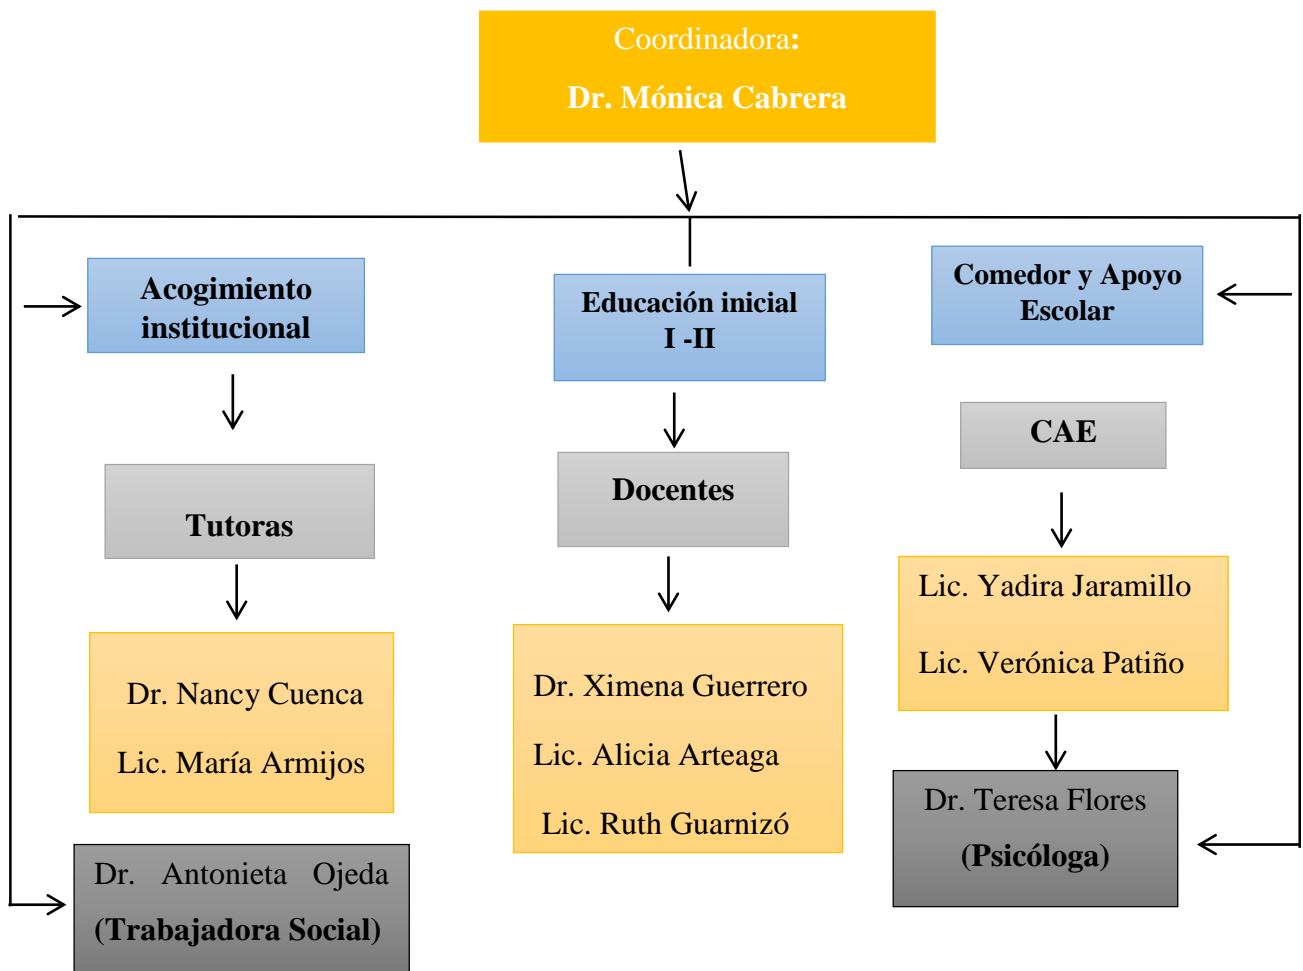 Coordinadora:
Dr. Mónica Cabrera
Acogimiento
institucional
Educación inicial
I -II
Comedor y Apoyo
Escolar
Tutoras
Docentes
CAE
Dr. Nancy Cuenca
Lic. María Armijos
Dr. Ximena Guerrero
Lic. Alicia Arteaga
Lic. Ruth Guarnizó
Lic. Yadira Jaramillo
Lic. Verónica Patiño
Dr. Antonieta Ojeda
(Trabajadora Social)
Dr. Teresa Flores
(Psicóloga)